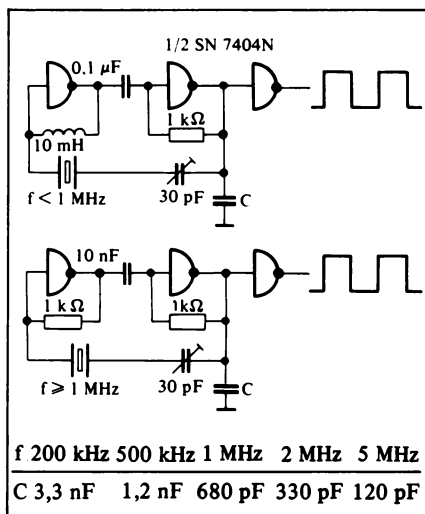 1/2 SN 7404N
0,1 µF
1 kΩ
10 mH
f < 1 MHz
30 pF
C
10 nF
1 kΩ
1kΩ
f ⩾ 1 MHz
30 pF
C
f 200 kHz 500 kHz 1 MHz 2 MHz 5 MHz
C 3,3 nF 1,2 nF 680 pF 330 pF 120 pF